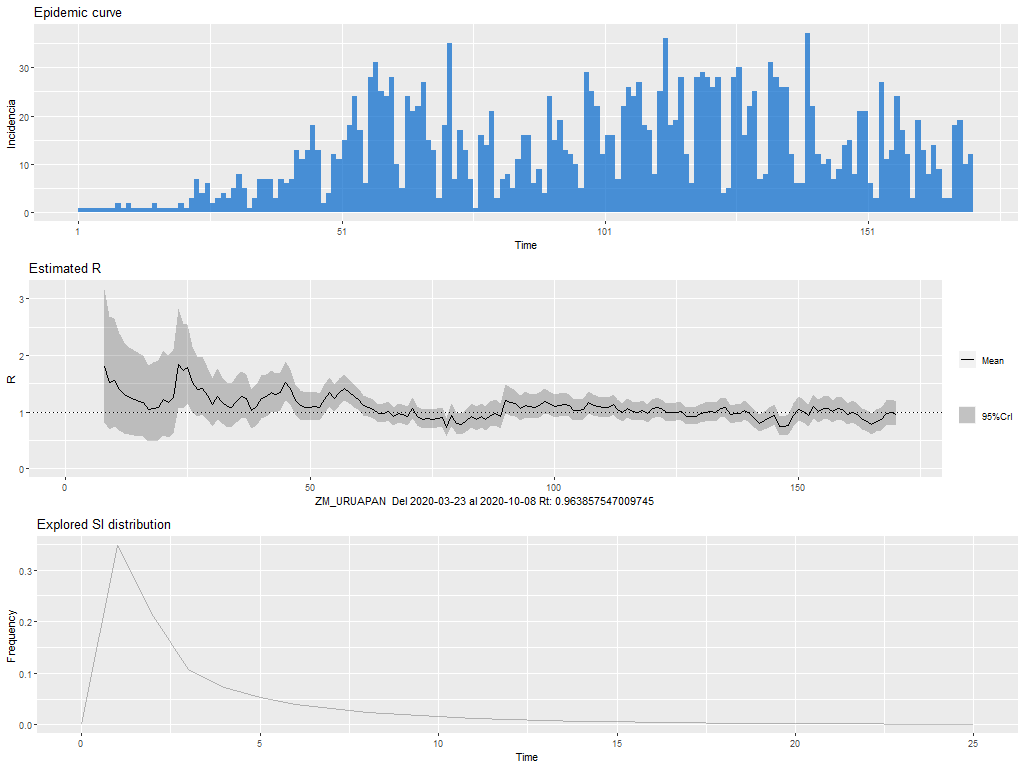 Epidemic curve
Incidencia
30
20
10
0
1 51 101 151
Time
Estimated R
R
3
2
1
0
0 50 100 150
Mean
95%CrI
ZM_URUAPAN Del 2020-03-23 al 2020-10-08 Rt: 0.963857547009745
Explored SI distribution
Frequency
0.3
0.2
0.1
0.0
0 5 10 15 20 25
Time